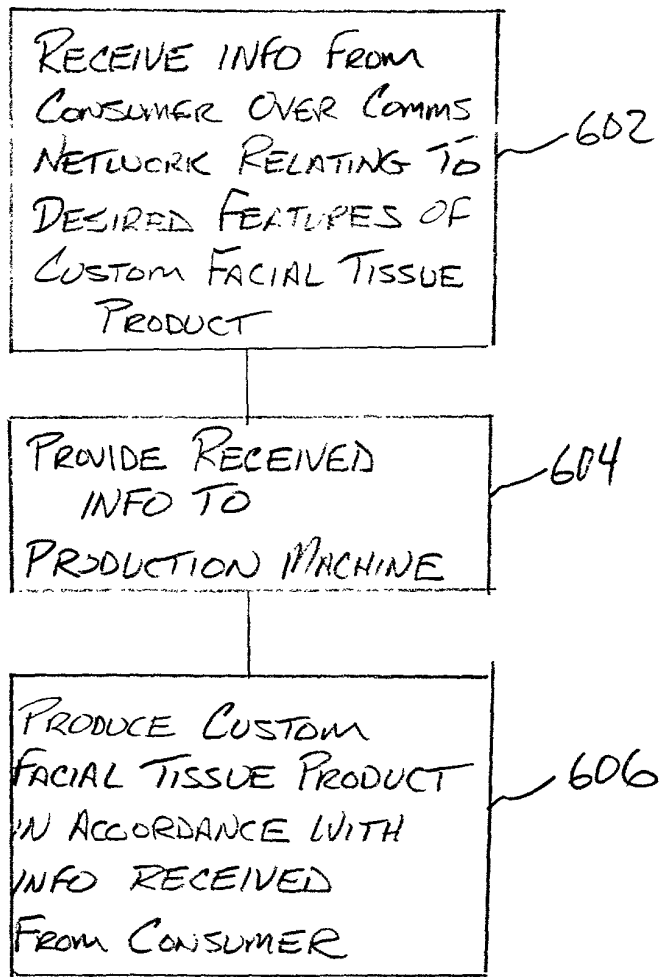 RECEIVE INFO FROM
CONSUMER OVER COMMS
NETWORK RELATING TO
DESIRED FEATURES OF
CUSTOM FACIAL TISSUE
PRODUCT
602
PROVIDE RECEIVED
INFO TO
PRODUCTION MACHINE
604
PRODUCE CUSTOM
FACIAL TISSUE PRODUCT
IN ACCORDANCE WITH
INFO RECEIVED
FROM CONSUMER
606